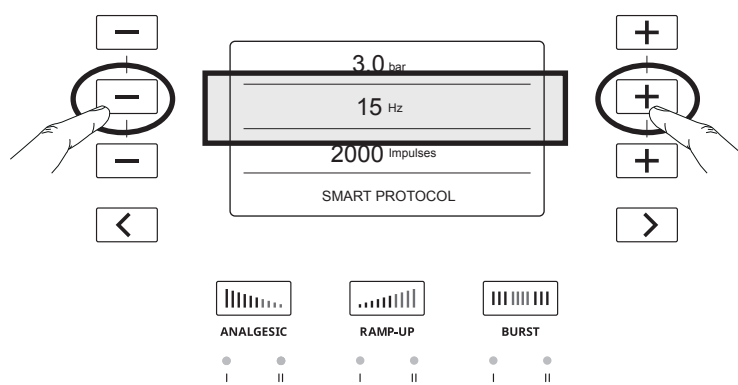 3.0 bar
15 Hz
2000 Impulses
SMART PROTOCOL
ANALGESIC RAMP-UP BURST
I II I II I II